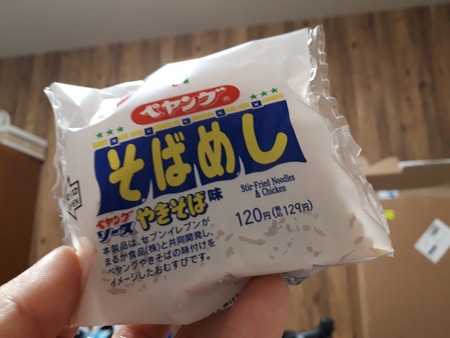 ペヤング
そばめし
ペヤング
ソースやきそば味
Stir-Fried Noodles
& Chicken
120円(税込129円)
本製品は、セブンイレブンが
まるか食品(株)と共同開発し
ペヤングやきそばの味付けを
イメージしたおむすびです。
OPEN